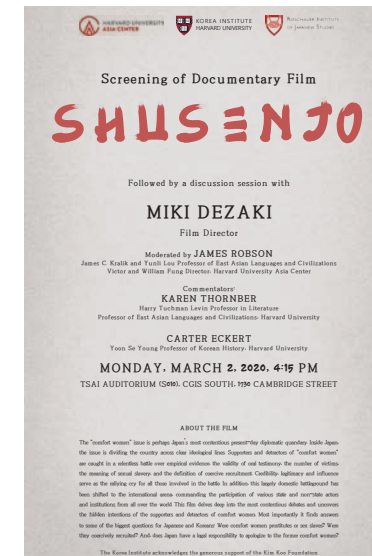 HARVARD UNIVERSITY
ASIA CENTER
KOREA INSTITUTE
HARVARD UNIVERSITY
REISCHAUER INSTITUTE
OF JAPANESE STUDIES
Screening of Documentary Film
SHUSENJO
Followed by a discussion session with
MIKI DEZAKI
Film Director
Moderated by JAMES ROBSON
James C. Kralik and Yunli Lou Professor of East Asian Languages and Civilizations
Victor and William Fung Director, Harvard University Asia Center
Commentators:
KAREN THORNBER
Harry Tuchman Levin Professor in Literature
Professor of East Asian Languages and Civilizations, Harvard University
CARTER ECKERT
Yoon Se Young Professor of Korean History, Harvard University
MONDAY, MARCH 2, 2020, 4:15 PM
TSAI AUDITORIUM (S010), CGIS SOUTH, 1730 CAMBRIDGE STREET
ABOUT THE FILM
The "comfort women" issue is perhaps Japan's most contentious present-day diplomatic quandary. Inside Japan,
the issue is dividing the country across clear ideological lines. Supporters and detractors of "comfort women"
are caught in a relentless battle over empirical evidence, the validity of oral testimony, the number of victims,
the meaning of sexual slavery, and the definition of coercive recruitment. Credibility, legitimacy and influence
serve as the rallying cry for all those involved in the battle. In addition, this largely domestic battleground has
been shifted to the international arena, commanding the participation of various state and non-state actors
and institutions from all over the world. This film delves deep into the most contentious debates and uncovers
the hidden intentions of the supporters and detractors of comfort women. Most importantly it finds answers
to some of the biggest questions for Japanese and Koreans: Were comfort women prostitutes or sex slaves? Were
they coercively recruited? And, does Japan have a legal responsibility to apologize to the former comfort women?
The Korea Institute acknowledges the generous support of the Kim Koo Foundation